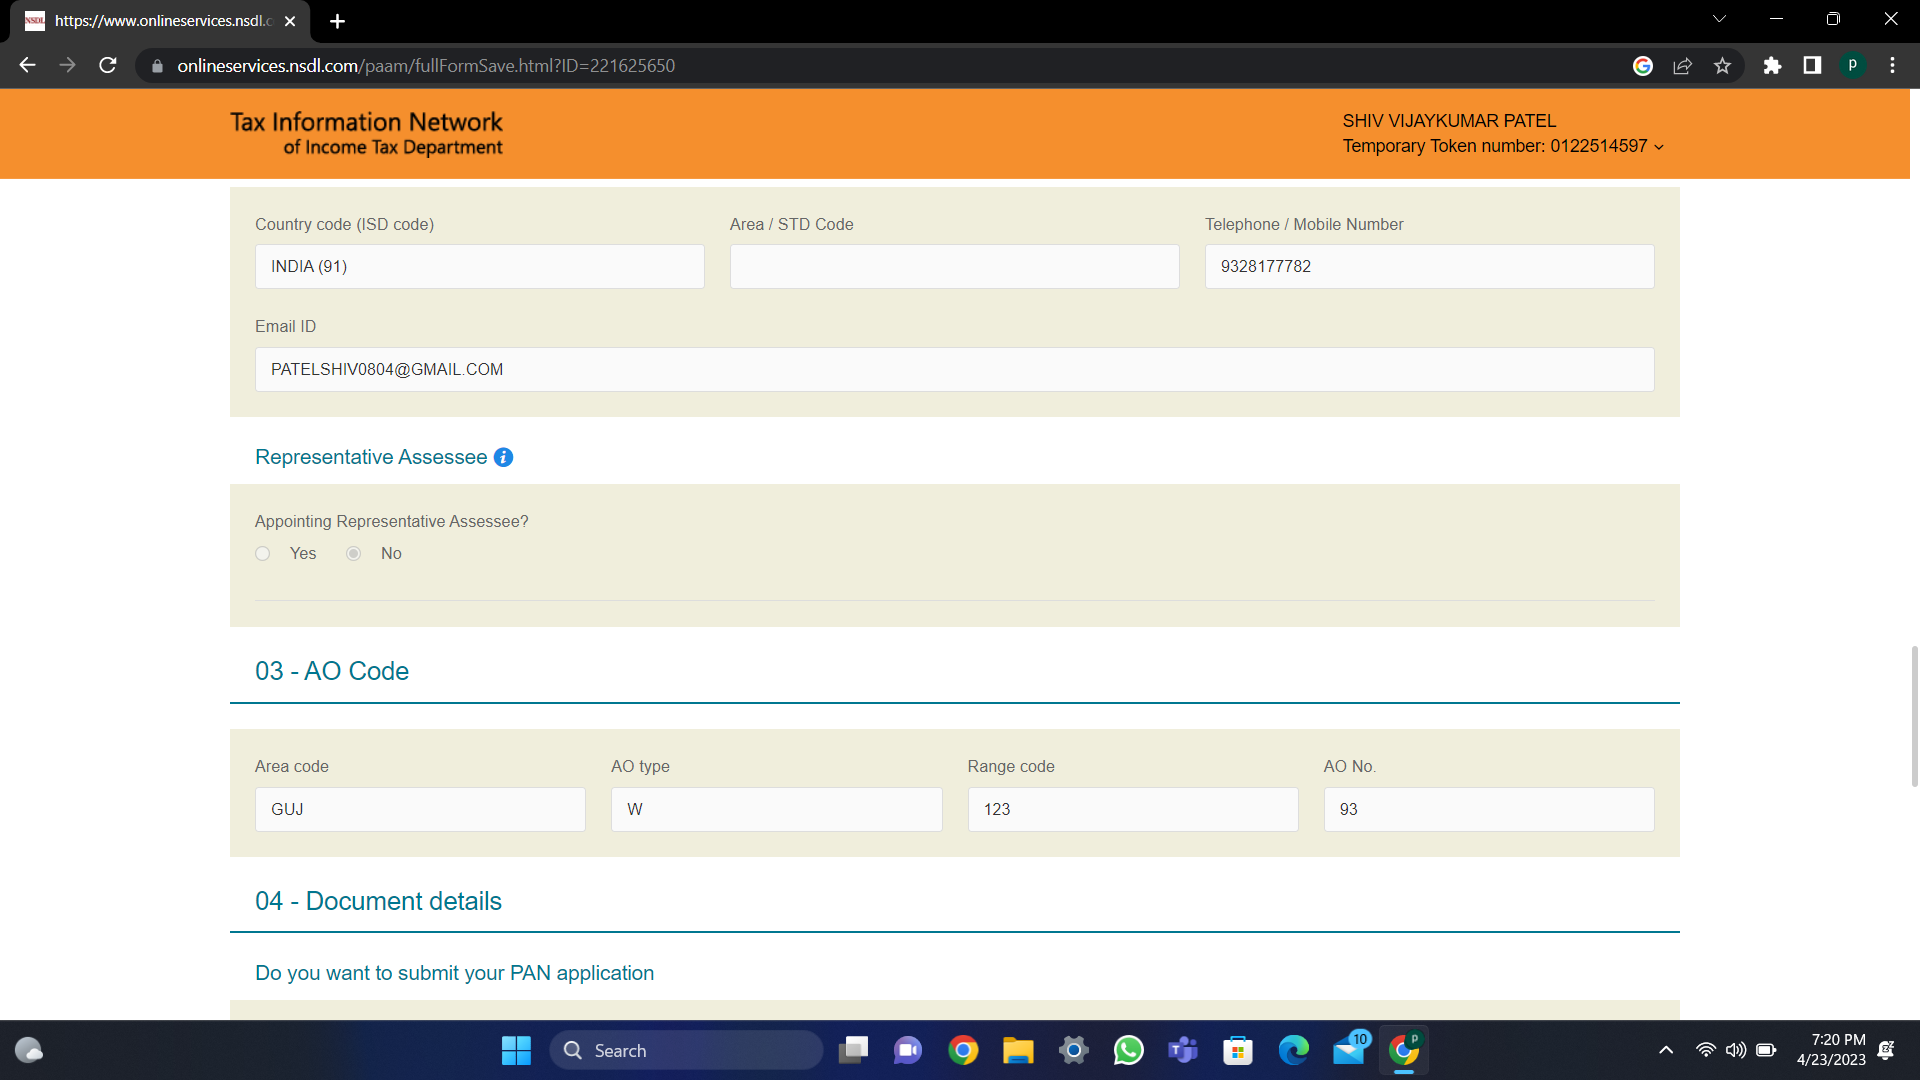 NSDL https://www.onlineservices.nsdl.c
onlineservices.nsdl.com/paam/fullFormSave.html?ID=221625650
P
Tax Information Network
of Income Tax Department
SHIV VIJAYKUMAR PATEL
Temporary Token number: 0122514597
Country code (ISD code) Area / STD Code Telephone / Mobile Number
INDIA (91) 9328177782
Email ID
PATELSHIV0804@GMAIL.COM
Representative Assessee
Appointing Representative Assessee?
Yes No
03 - AO Code
Area code AO type Range code AO No.
GUJ W 123 93
04 - Document details
Do you want to submit your PAN application
Search 10 P 7:20 PM
4/23/2023